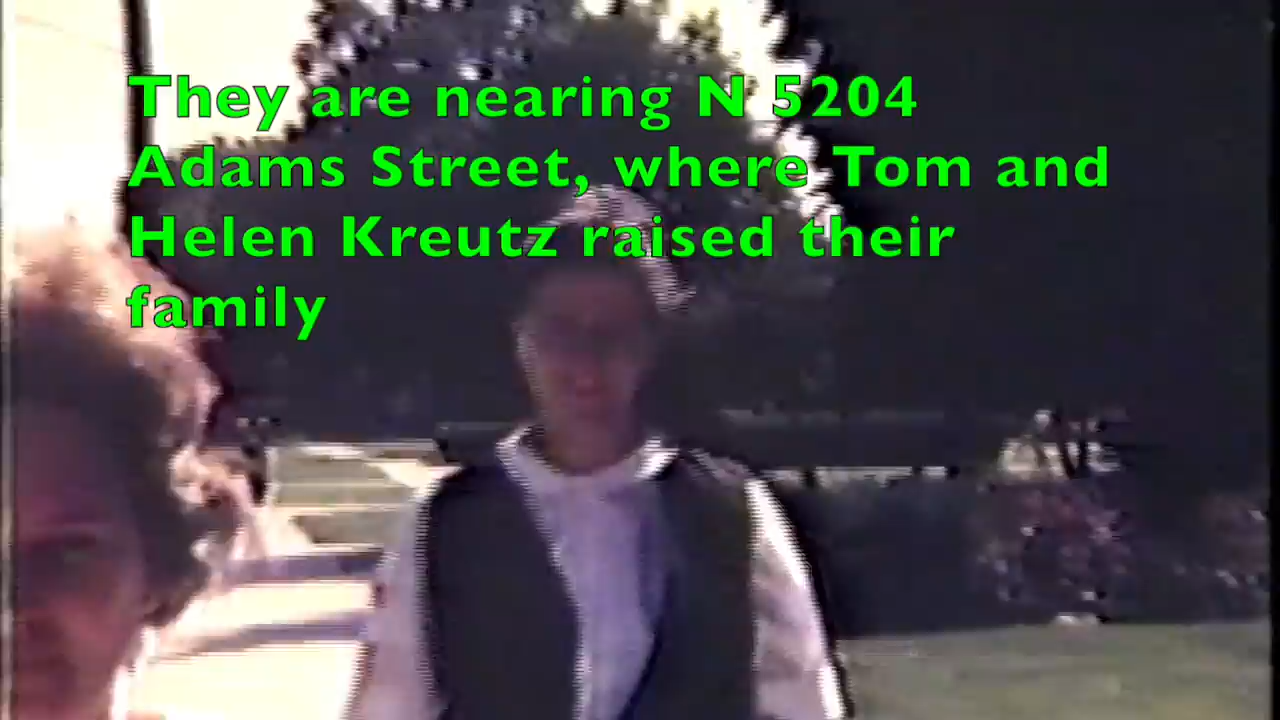 They are nearing N 5204
Adams Street, where Tom and
Helen Kreutz raised their
family